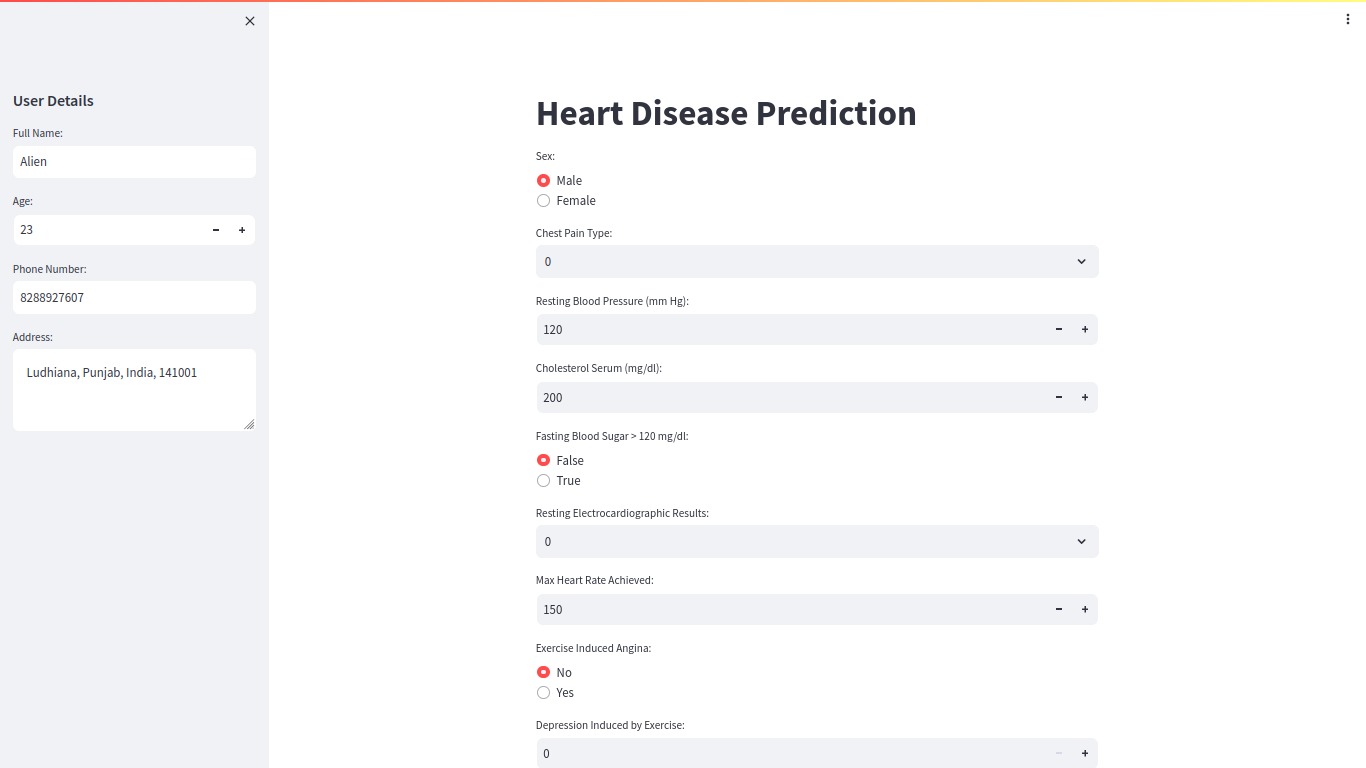 User Details
Full Name:
Alien
Age:
23
Phone Number:
8288927607
Address:
Ludhiana, Punjab, India, 141001
Heart Disease Prediction
Sex:
Male
Female
Chest Pain Type:
0
Resting Blood Pressure (mm Hg):
120
Cholesterol Serum (mg/dl):
200
Fasting Blood Sugar > 120 mg/dl:
False
True
Resting Electrocardiographic Results:
0
Max Heart Rate Achieved:
150
Exercise Induced Angina:
No
Yes
Depression Induced by Exercise:
0